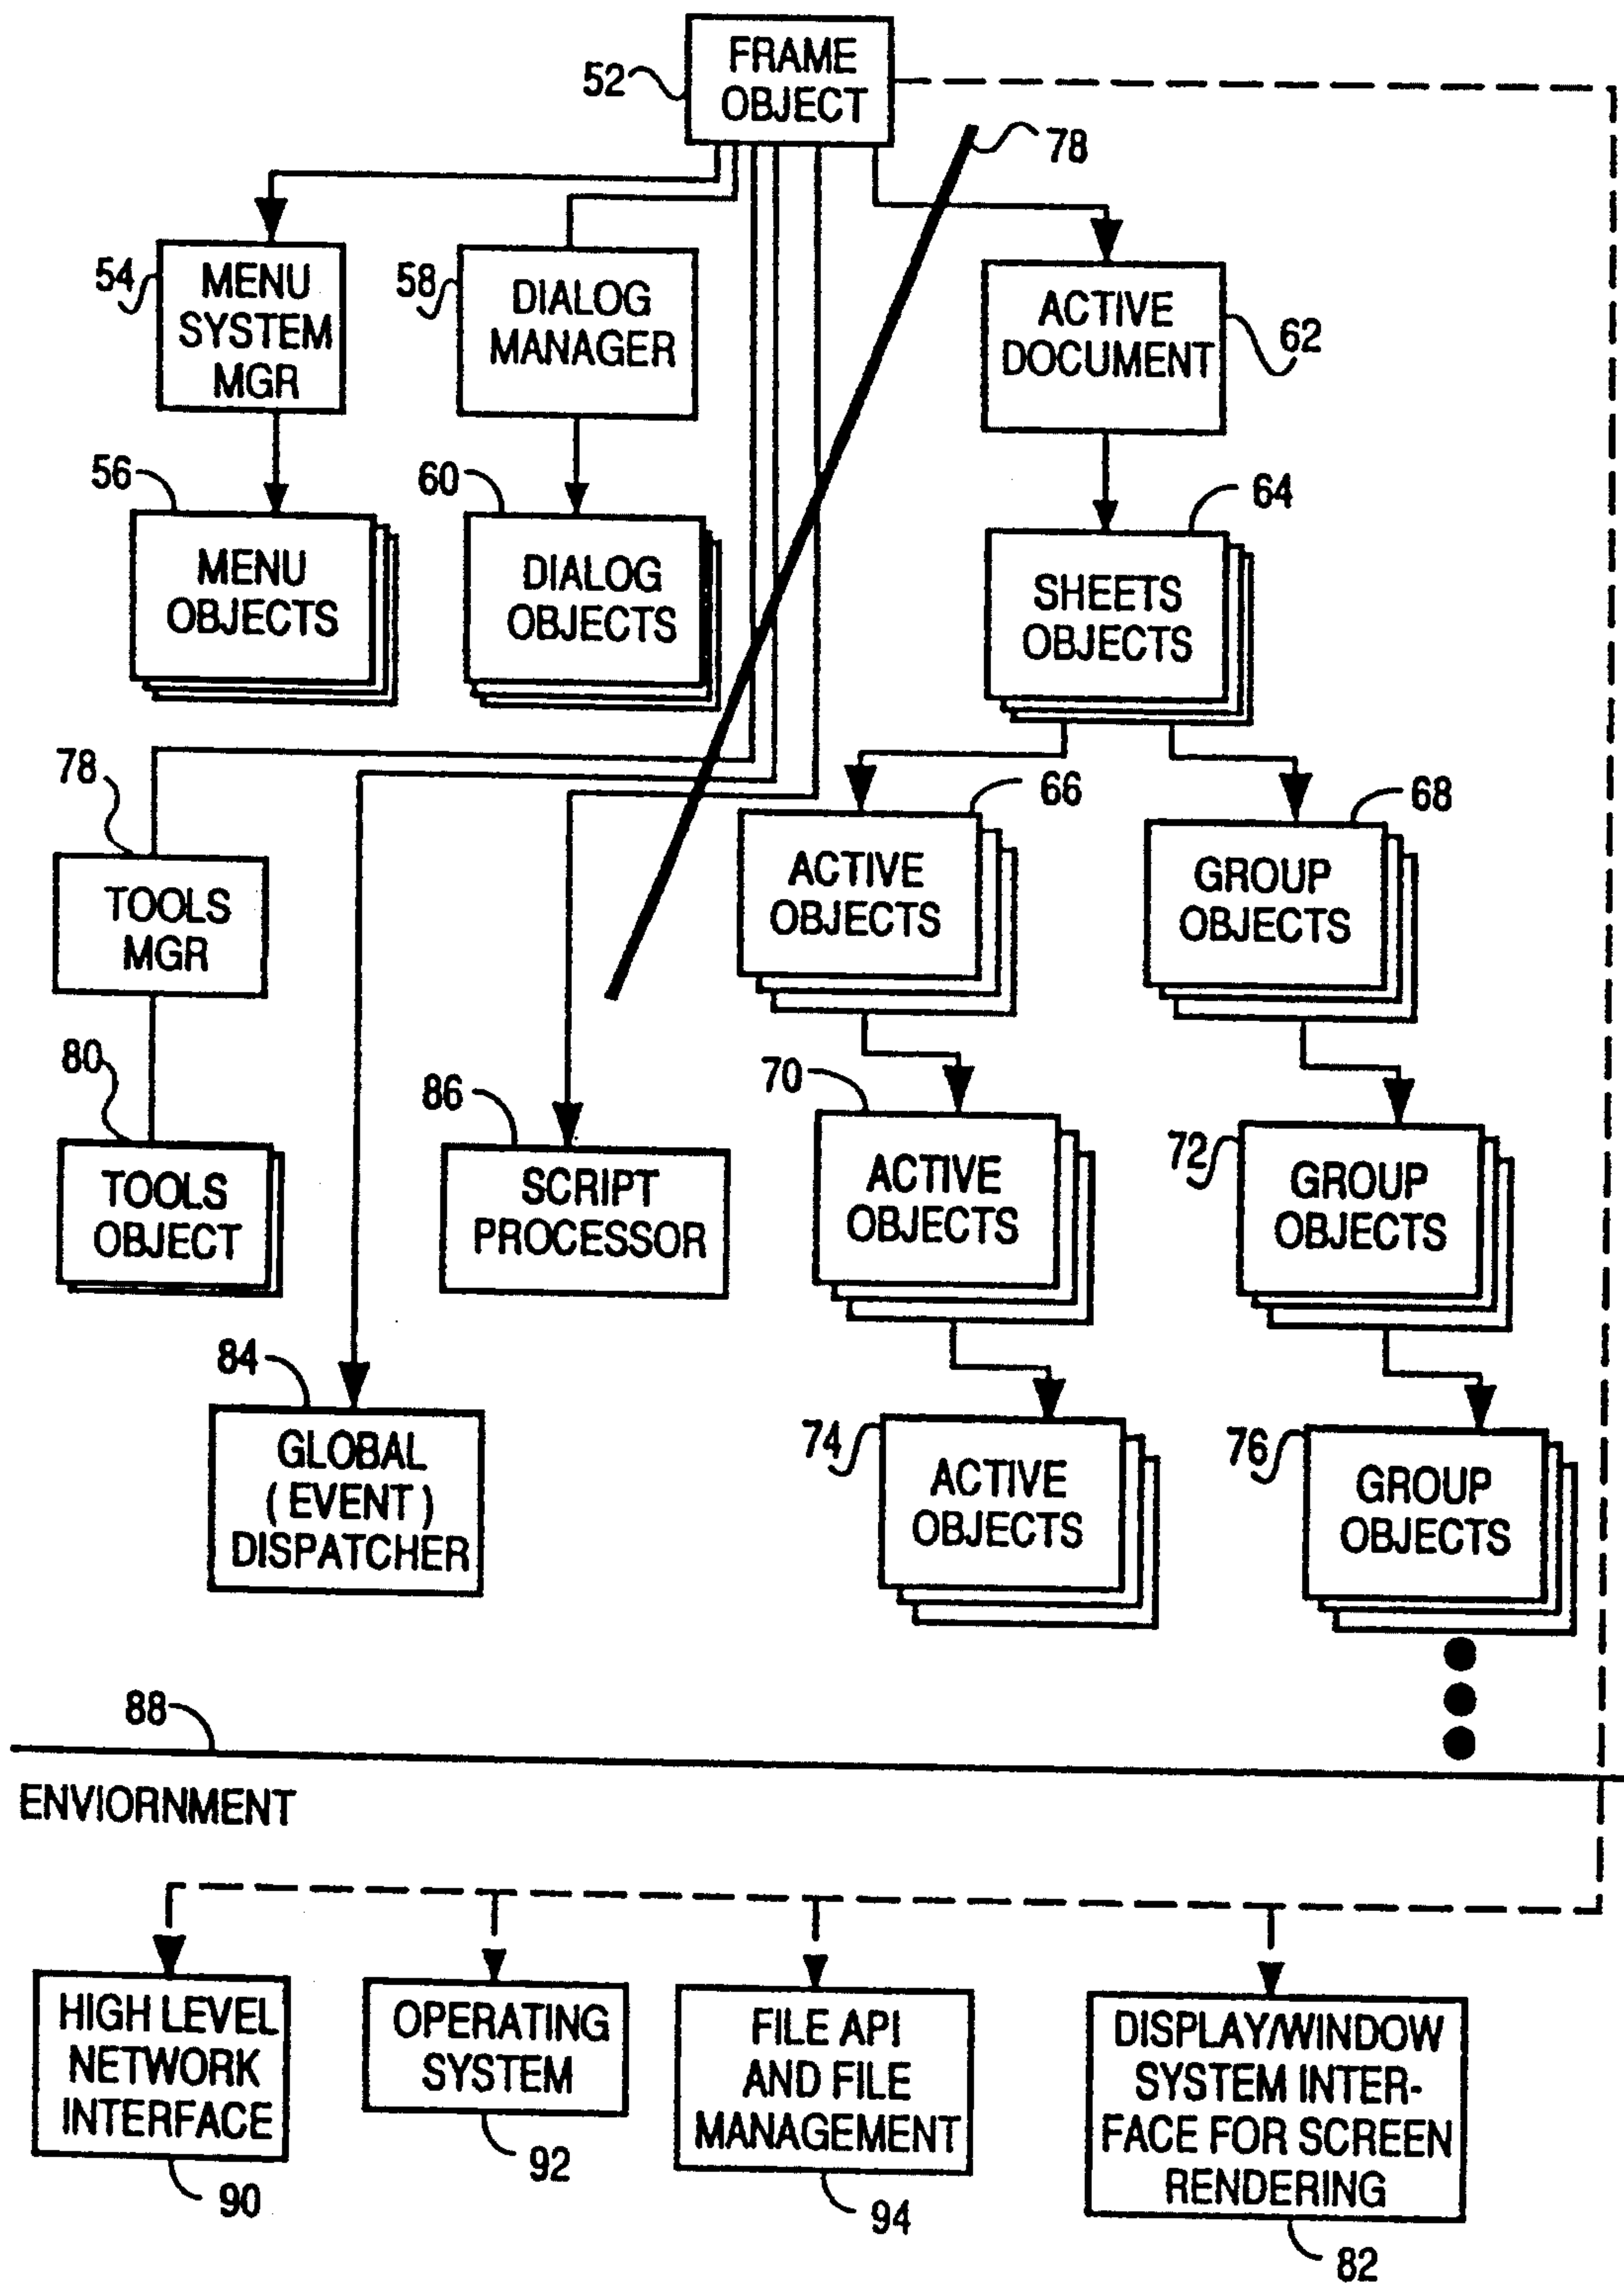 FRAME
OBJECT
52
78
54
MENU
SYSTEM
MGR
58
DIALOG
MANAGER
ACTIVE
DOCUMENT
62
56
MENU
OBJECTS
60
DIALOG
OBJECTS
64
SHEETS
OBJECTS
78
TOOLS
MGR
66
ACTIVE
OBJECTS
68
GROUP
OBJECTS
80
TOOLS
OBJECT
86
SCRIPT
PROCESSOR
70
ACTIVE
OBJECTS
72
GROUP
OBJECTS
84
GLOBAL
(EVENT)
DISPATCHER
74
ACTIVE
OBJECTS
76
GROUP
OBJECTS
88
ENVIORNMENT
HIGH LEVEL
NETWORK
INTERFACE
90
OPERATING
SYSTEM
92
FILE API
AND FILE
MANAGEMENT
94
DISPLAY/WINDOW
SYSTEM INTER-
FACE FOR SCREEN
RENDERING
82